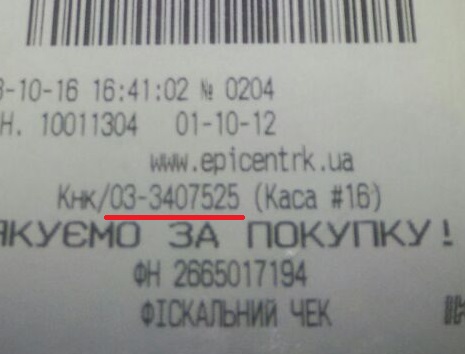 -10-16 16:41:02 № 0204
Н. 10011304 01-10-12
www.epicentrk.ua
Кнк/03-3407525 (Каса #16)
ЯКУЄМО ЗА ПОКУПКУ!
ФН 2665017194
ФІСКАЛЬНИЙ ЧЕК